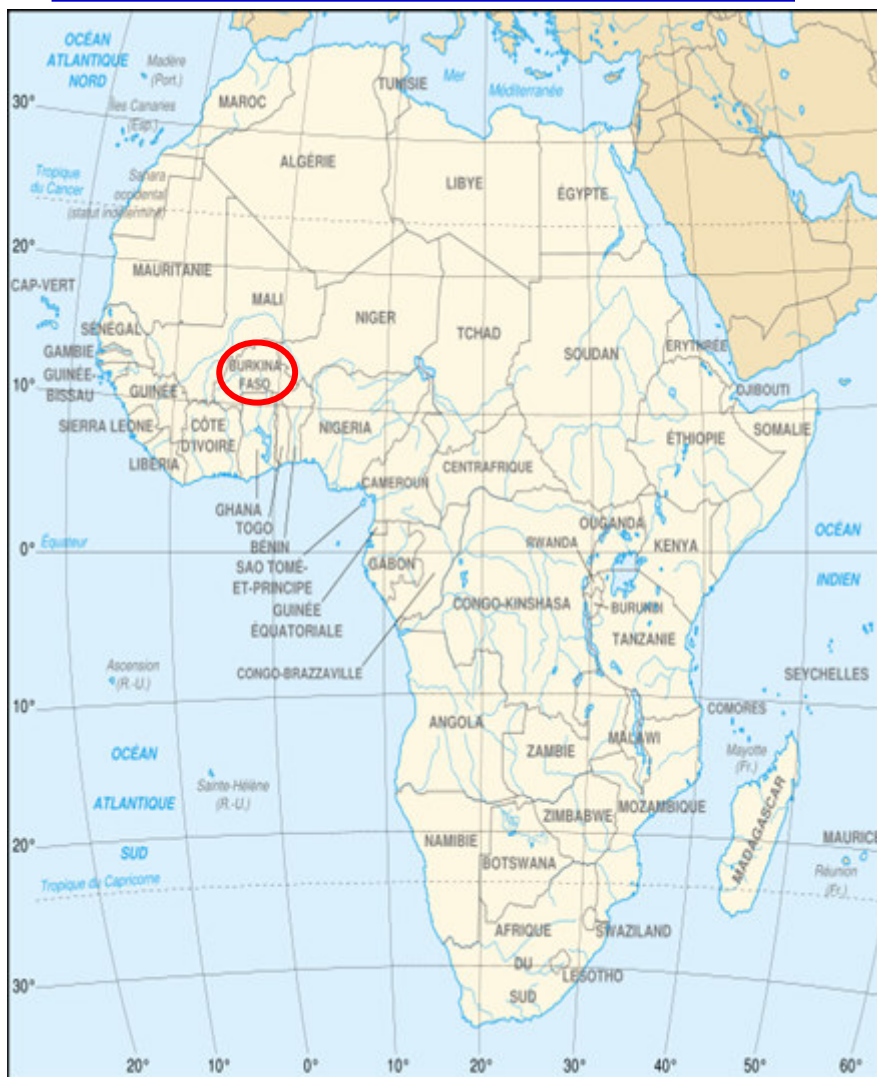 OCÉAN
ATLANTIQUE
NORD
Madère
(Port.)
Mer
Méditerranée
TUNISIE
30°
MAROC
Îles Canaries
(Esp.)
ALGÉRIE
LIBYE
ÉGYPTE
Tropique
du Cancer
Sahara
occidental
(statut indéterminé)
20°
MAURITANIE
CAP-VERT
MALI
NIGER
TCHAD
SOUDAN
ERYTHRÉE
SÉNÉGAL
GAMBIE
GUINÉE-
BISSAU
10°
BURKINA
FASO
DJIBOUTI
GUINÉE
SIERRA LEONE
CÔTE
D'IVOIRE
NIGERIA
ÉTHIOPIE
SOMALIE
LIBÉRIA
CENTRAFRIQUE
CAMEROUN
GHANA
TOGO
BÉNIN
SAO TOMÉ-
ET-PRINCIPE
GUINÉE
ÉQUATORIALE
CONGO-BRAZZAVILLE
Équateur
0°
GABON
OUGANDA
RWANDA
KENYA
OCÉAN
INDIEN
CONGO-KINSHASA
BURUNDI
TANZANIE
Ascension
(R.-U.)
SEYCHELLES
10°
ANGOLA
COMORES
MALAWI
ZAMBIE
Mayotte
(Fr.)
OCÉAN
ATLANTIQUE
SUD
Sainte-Hélène
(R.-U.)
MOZAMBIQUE
ZIMBABWE
MADAGASCAR
20°
NAMIBIE
BOTSWANA
MAURICE
Réunion
(Fr.)
Tropique du Capricorne
AFRIQUE
DU
SUD
SWAZILAND
LESOTHO
30°
20° 10° 0° 10° 20° 30° 40° 50° 60°